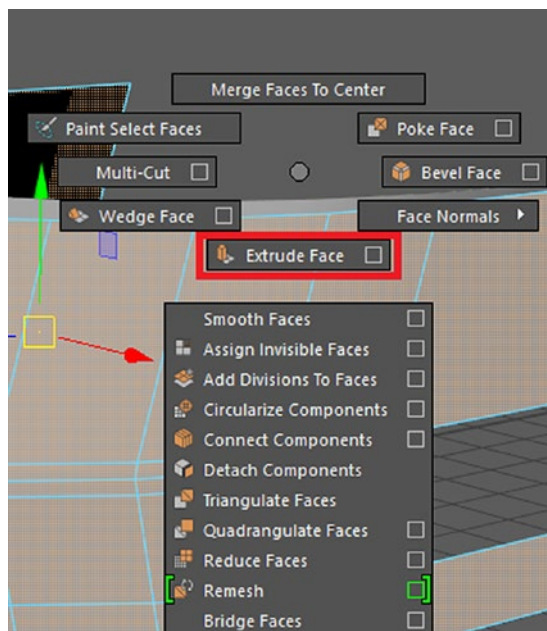 Merge Faces To Center
Paint Select Faces
Poke Face
Multi-Cut
Bevel Face
Wedge Face
Face Normals
Extrude Face
Smooth Faces
Assign Invisible Faces
Add Divisions To Faces
Circularize Components
Connect Components
Detach Components
Triangulate Faces
Quadrangulate Faces
Reduce Faces
Remesh
Bridge Faces